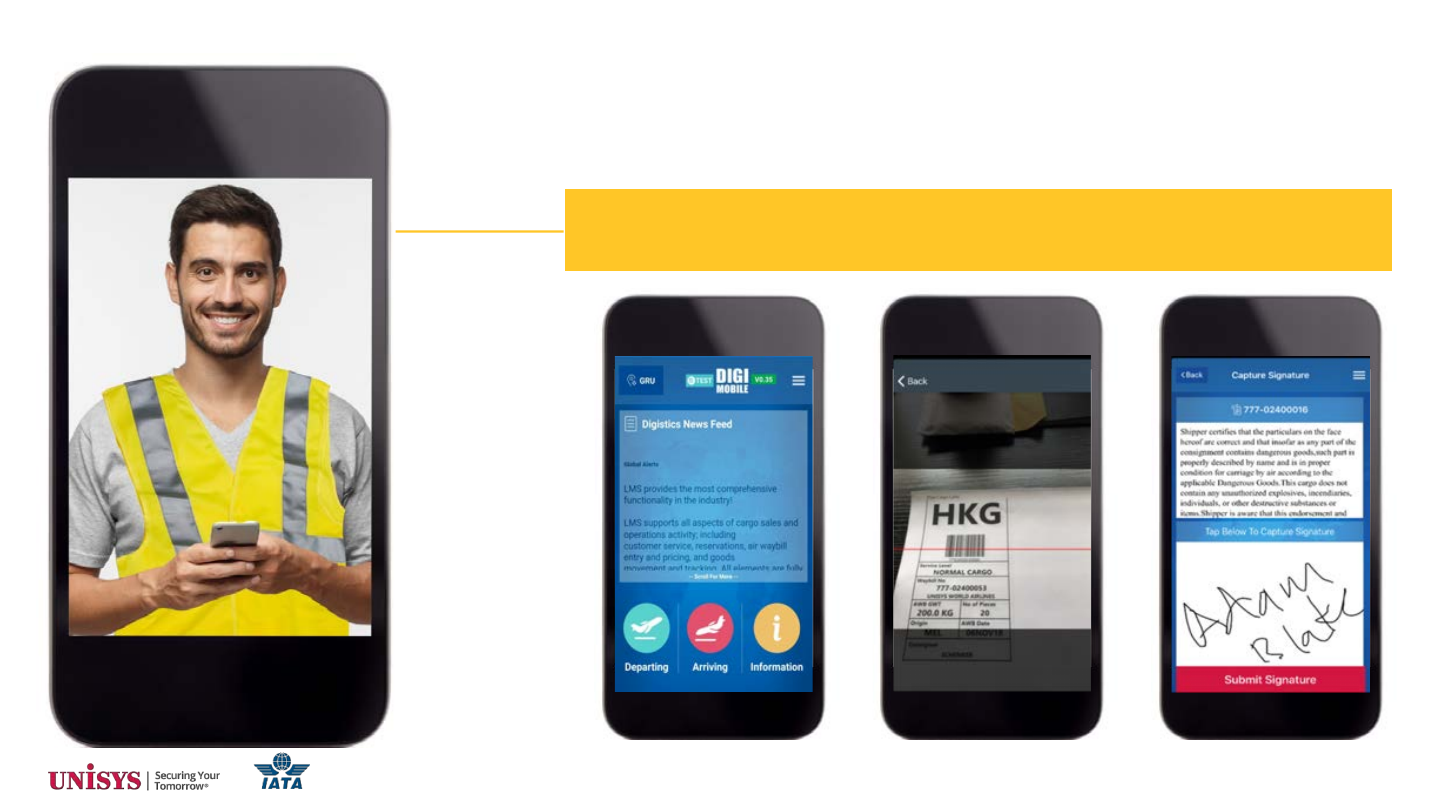 GRU
TEST
DIGI
MOBILE
V0.35
Digistics News Feed
Global Alerts
LMS provides the most comprehensive
functionality in the industry!
LMS supports all aspects of cargo sales and
operations activity; including
customer service, reservations, air waybill
entry and pricing, and goods
movement and tracking. All elements are fully
-- Scroll For More --
Departing
Arriving
Information
Back
HKG
Service Level
NORMAL CARGO
Waybill No
777-02400053
UNISYS WORLD AIRLINES
AWB GWT
No of Pieces
200.0 KG
20
Origin
AWB Date
MEL
06NOV18
<Back
Capture Signature
777-02400016
Shipper certifies that the particulars on the face
hereof are correct and that insofar as any part of the
consignment contains dangerous goods,such part is
properly described by name and is in proper
condition for carriage by air according to the
applicable Dangerous Goods.This cargo does not
contain any unauthorized explosives, incendiaries,
individuals, or other destructive substances or
items.Shipper is aware that this endorsement and
Tap Below To Capture Signature
Adam
Blake
Submit Signature
UNISYS
Securing Your
Tomorrow®
IATA